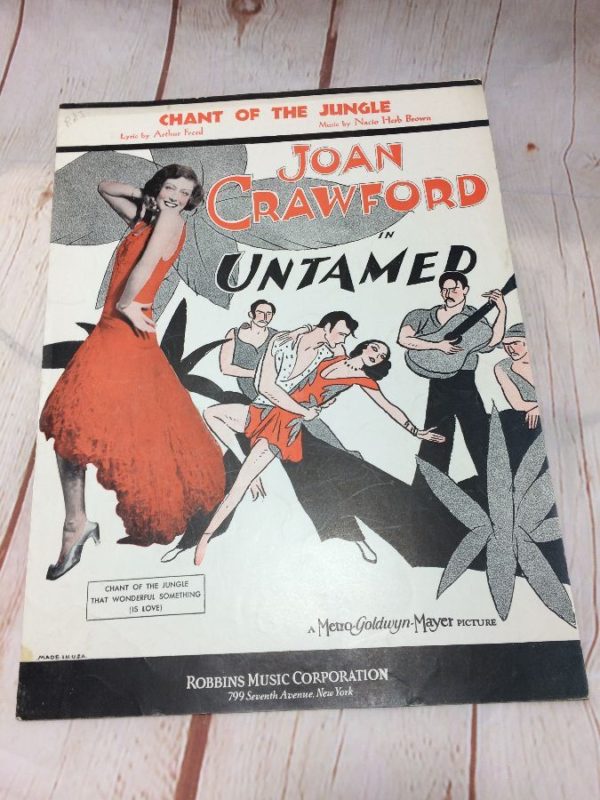 CHANT OF THE JUNGLE
Lyric by Arthur Freed
Music by Nacio Herb Brown
JOAN
CRAWFORD
IN
UNTAMED
CHANT OF THE JUNGLE
THAT WONDERFUL SOMETHING
(IS LOVE)
A Metro-Goldwyn-Mayer PICTURE
MADE IN U.S.A.
ROBBINS MUSIC CORPORATION
799 Seventh Avenue, New York